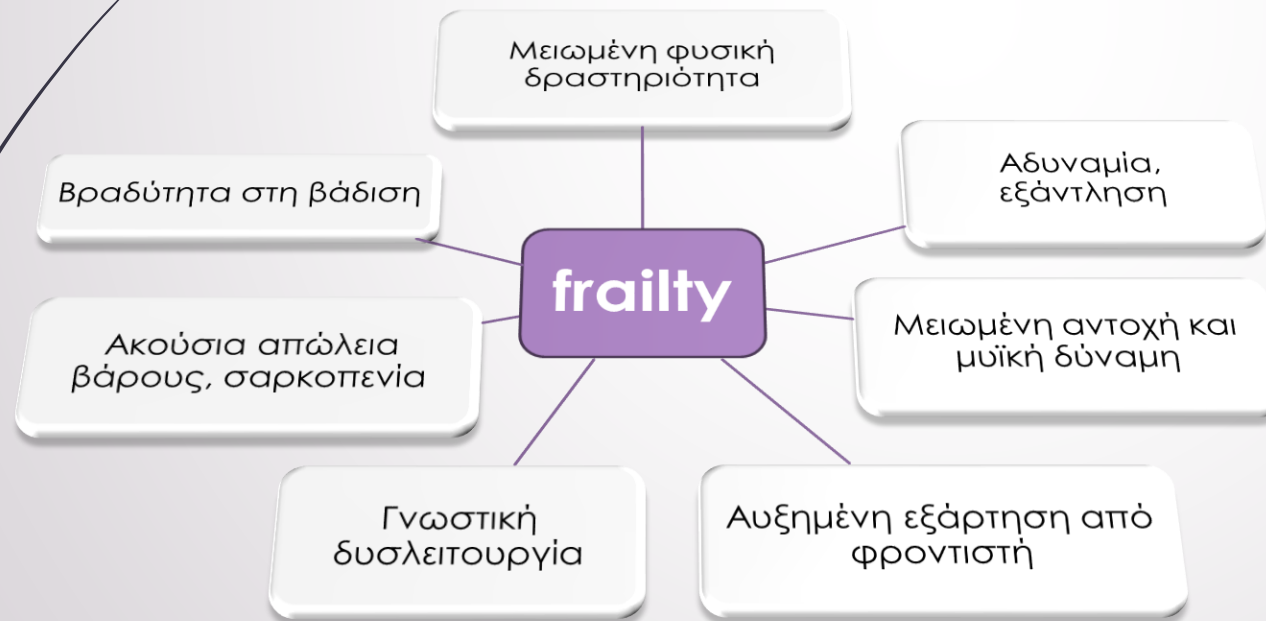 Μειωμένη φυσική
δραστηριότητα
Αδυναμία,
εξάντληση
Βραδύτητα στη βάδιση
frailty
Μειωμένη αντοχή και
μυϊκή δύναμη
Ακούσια απώλεια
βάρους, σαρκοπενία
Γνωστική
δυσλειτουργία
Αυξημένη εξάρτηση από
φροντιστή